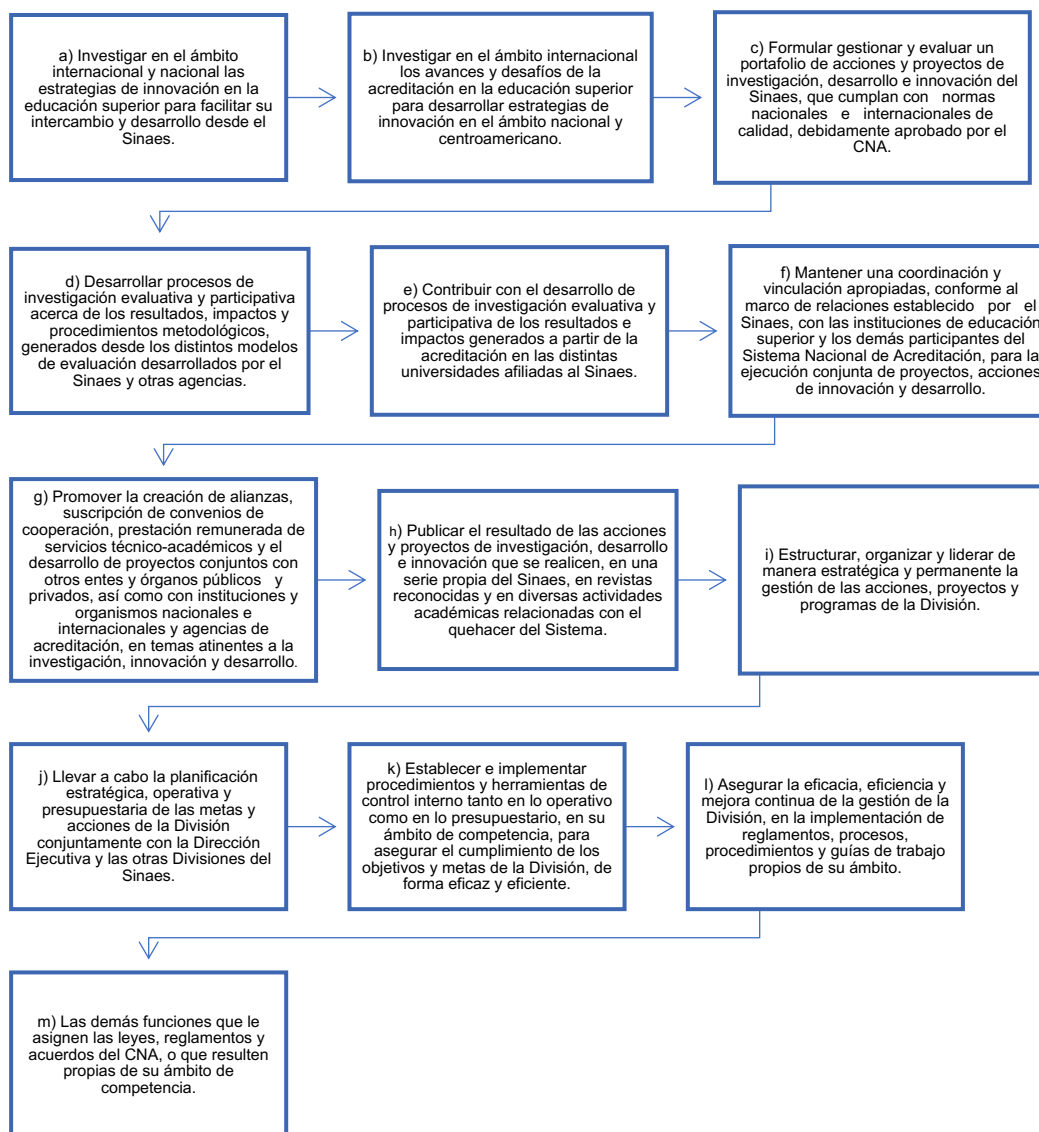 a) Investigar en el ámbito
internacional y nacional las
estrategias de innovación en la
educación superior para facilitar su
intercambio y desarrollo desde el
Sinaes.
b) Investigar en el ámbito internacional
los avances y desafíos de la
acreditación en la educación superior
para desarrollar estrategias de
innovación en el ámbito nacional y
centroamericano.
c) Formular gestionar y evaluar un
portafolio de acciones y proyectos de
investigación, desarrollo e innovación del
Sinaes, que cumplan con normas
nacionales e internacionales de
calidad, debidamente aprobado por el
CNA.
d) Desarrollar procesos de
investigación evaluativa y participativa
acerca de los resultados, impactos y
procedimientos metodológicos,
generados desde los distintos modelos
de evaluación desarrollados por el
Sinaes y otras agencias.
e) Contribuir con el desarrollo de
procesos de investigación evaluativa y
participativa de los resultados e
impactos generados a partir de la
acreditación en las distintas
universidades afiliadas al Sinaes.
f) Mantener una coordinación y
vinculación apropiadas, conforme al
marco de relaciones establecido por el
Sinaes, con las instituciones de educación
superior y los demás participantes del
Sistema Nacional de Acreditación, para la
ejecución conjunta de proyectos, acciones
de innovación y desarrollo.
g) Promover la creación de alianzas,
suscripción de convenios de
cooperación, prestación remunerada de
servicios técnico-académicos y el
desarrollo de proyectos conjuntos con
otros entes y órganos públicos y
privados, así como con instituciones y
organismos nacionales e
internacionales y agencias de
acreditación, en temas atinentes a la
investigación, innovación y desarrollo.
h) Publicar el resultado de las acciones
y proyectos de investigación, desarrollo
e innovación que se realicen, en una
serie propia del Sinaes, en revistas
reconocidas y en diversas actividades
académicas relacionadas con el
quehacer del Sistema.
i) Estructurar, organizar y liderar de
manera estratégica y permanente la
gestión de las acciones, proyectos y
programas de la División.
j) Llevar a cabo la planificación
estratégica, operativa y
presupuestaria de las metas y
acciones de la División
conjuntamente con la Dirección
Ejecutiva y las otras Divisiones del
Sinaes.
k) Establecer e implementar
procedimientos y herramientas de
control interno tanto en lo operativo
como en lo presupuestario, en su
ámbito de competencia, para
asegurar el cumplimiento de los
objetivos y metas de la División, de
forma eficaz y eficiente.
l) Asegurar la eficacia, eficiencia y
mejora continua de la gestión de la
División, en la implementación de
reglamentos, procesos,
procedimientos y guías de trabajo
propios de su ámbito.
m) Las demás funciones que le
asignen las leyes, reglamentos y
acuerdos del CNA, o que resulten
propias de su ámbito de
competencia.